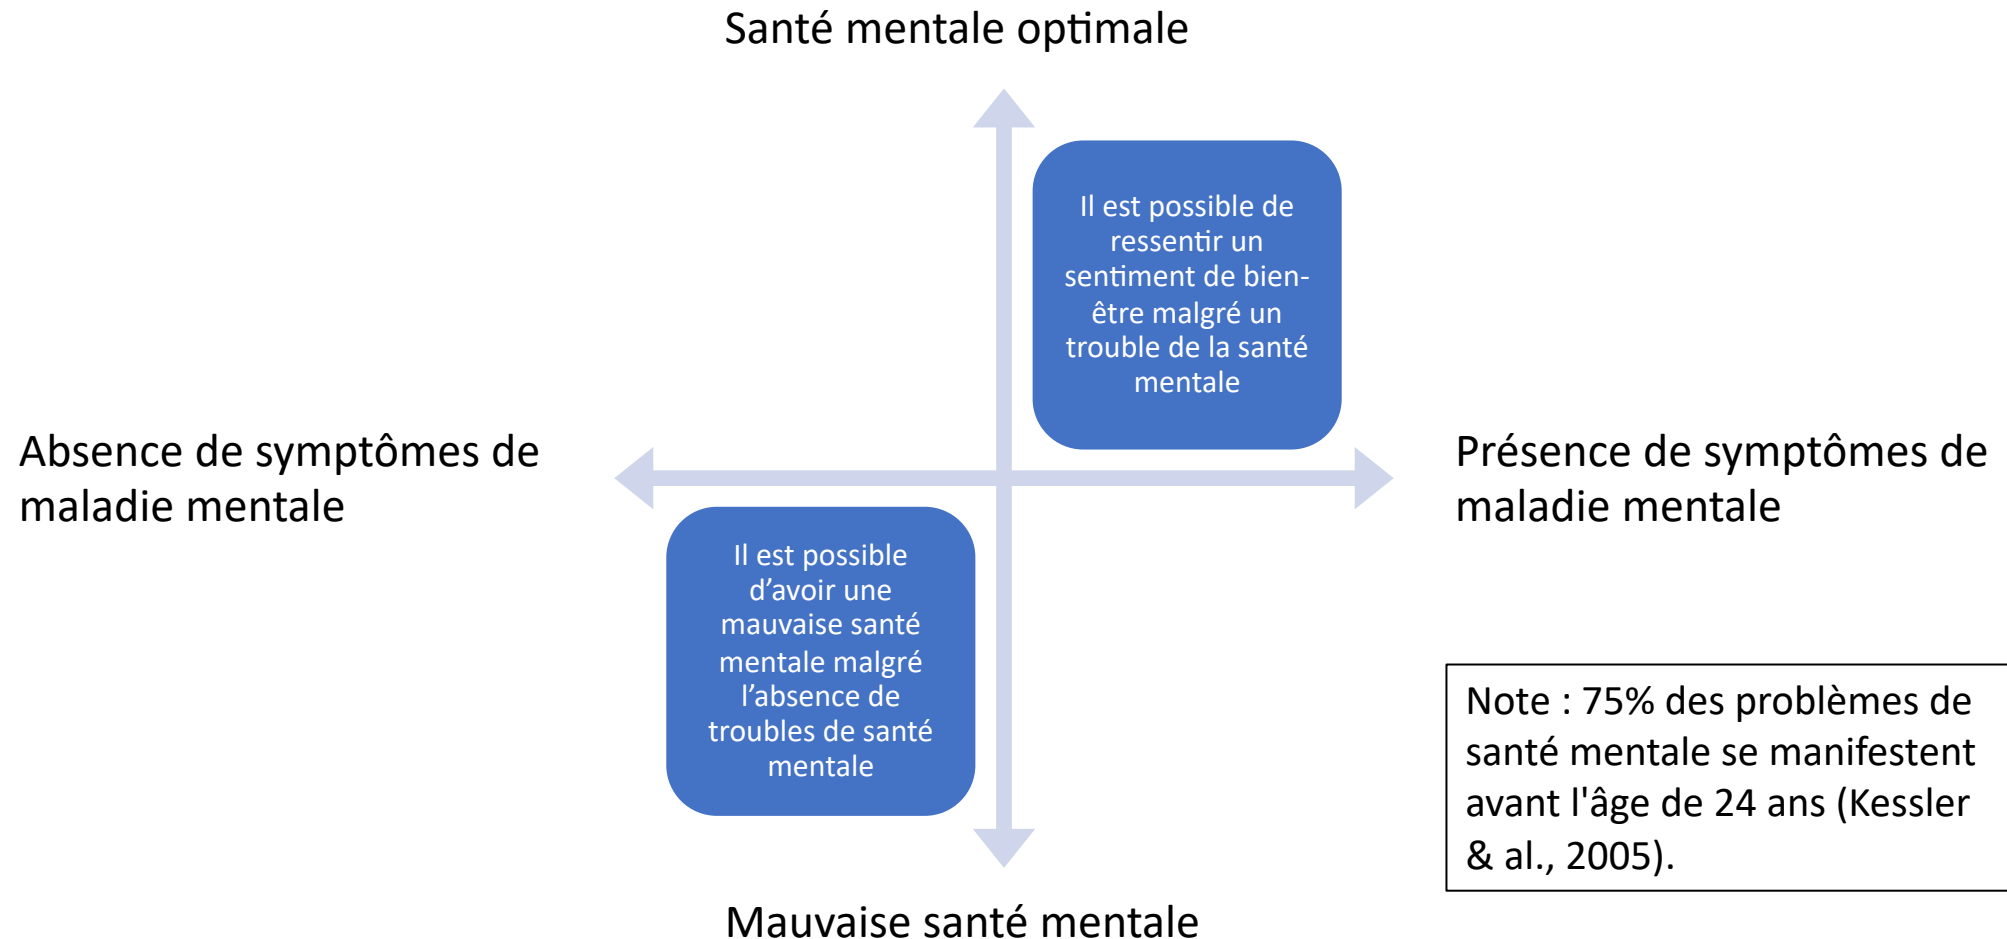 Santé mentale optimale
Il est possible de
ressentir un
sentiment de bien-
être malgré un
trouble de la santé
mentale
Absence de symptômes de
maladie mentale
Présence de symptômes de
maladie mentale
Il est possible
d’avoir une
mauvaise santé
mentale malgré
l’absence de
troubles de santé
mentale
Note : 75% des problèmes de
santé mentale se manifestent
avant l'âge de 24 ans (Kessler
& al., 2005).
Mauvaise santé mentale